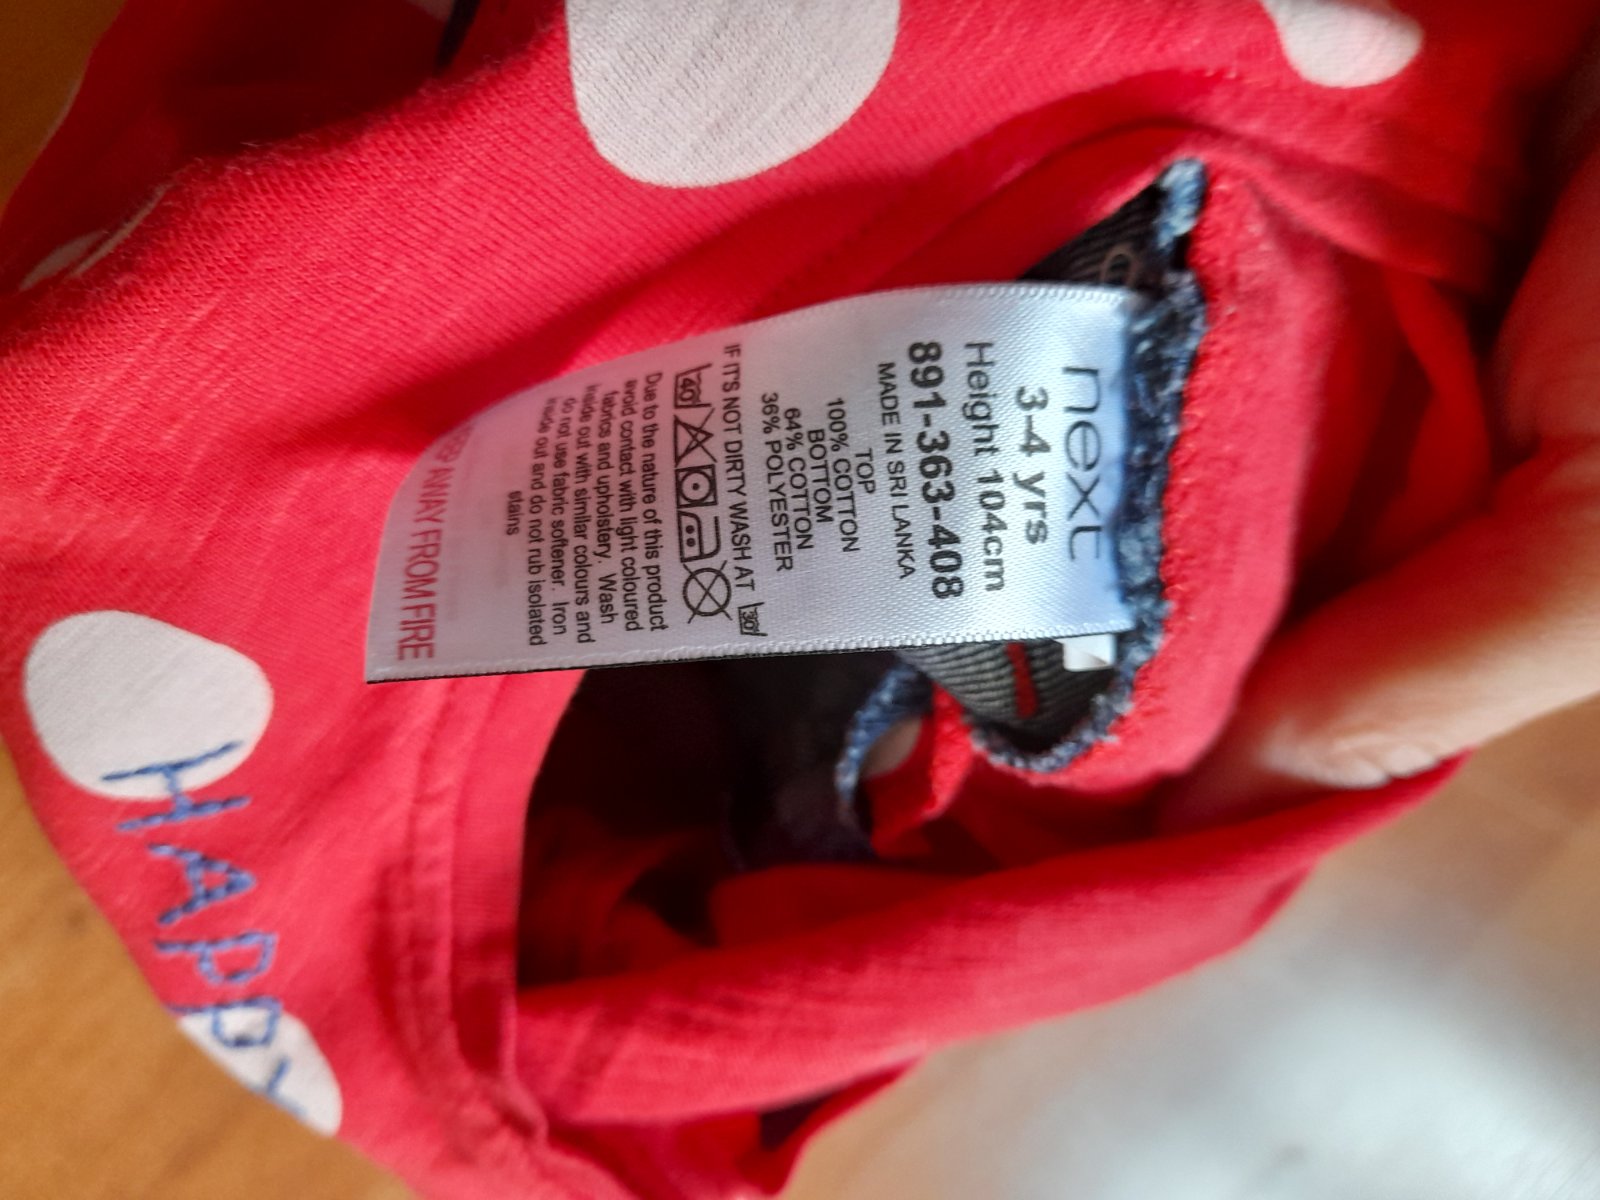 next
3-4 yrs
Height 104cm
891-363-408
MADE IN SRI LANKA
TOP
100% COTTON
BOTTOM
64% COTTON
36% POLYESTER
IF IT'S NOT DIRTY WASH AT 30
40
Due to the nature of this product
avoid contact with light coloured
fabrics and upholstery. Wash
inside out with similar colours and
do not use fabric softener. Iron
inside out and do not rub isolated
stains
KEEP AWAY FROM FIRE
HAPPY